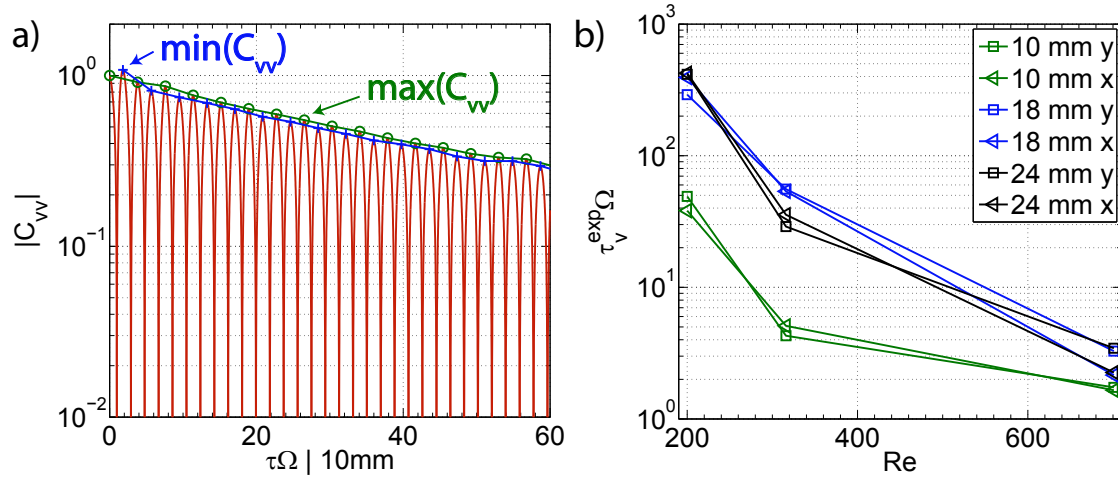 a)
min(C_vv)
max(C_vv)
|C_vv|
10^0
10^-1
10^-2
0 20 40 60
τΩ | 10mm
b)
τ_v^exp Ω
10^3
10^2
10^1
10^0
200 400 600
Re
10 mm y
10 mm x
18 mm y
18 mm x
24 mm y
24 mm x